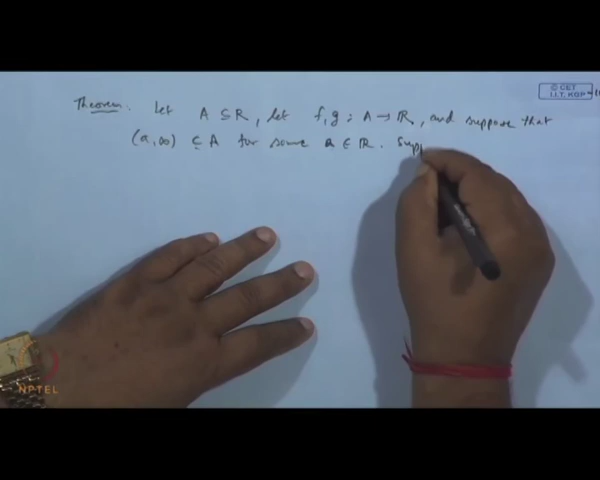 © CET
I.I.T. KGP
Theorem. Let A ⊆ R, let f, g : A → R, and suppose that
(a, ∞) ⊆ A for some a ∈ R. Supp
NPTEL